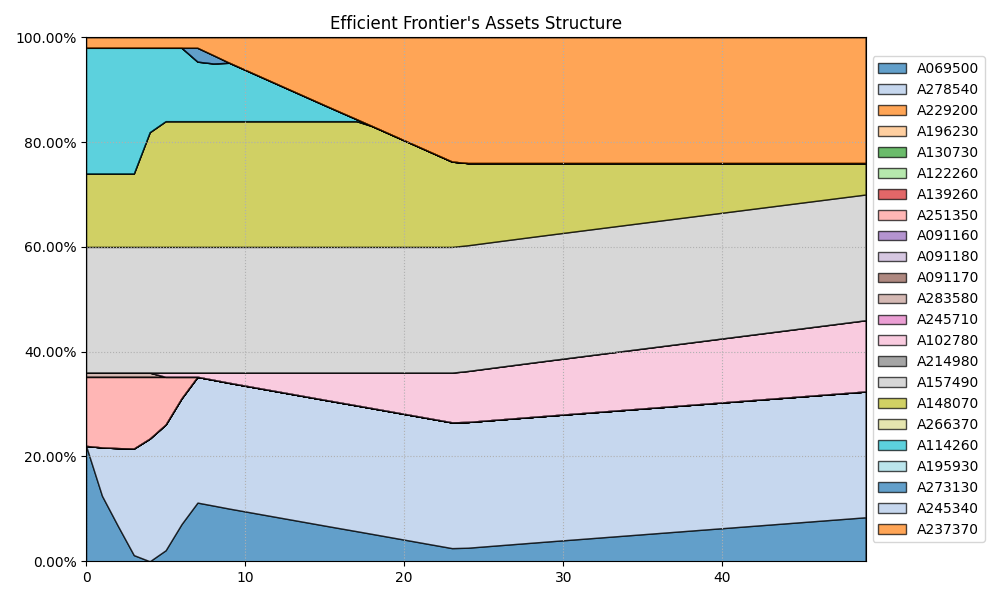 Efficient Frontier's Assets Structure
100.00%
80.00%
60.00%
40.00%
20.00%
0.00%
0
10
20
30
40
A069500
A278540
A229200
A196230
A130730
A122260
A139260
A251350
A091160
A091180
A091170
A283580
A245710
A102780
A214980
A157490
A148070
A266370
A114260
A195930
A273130
A245340
A237370